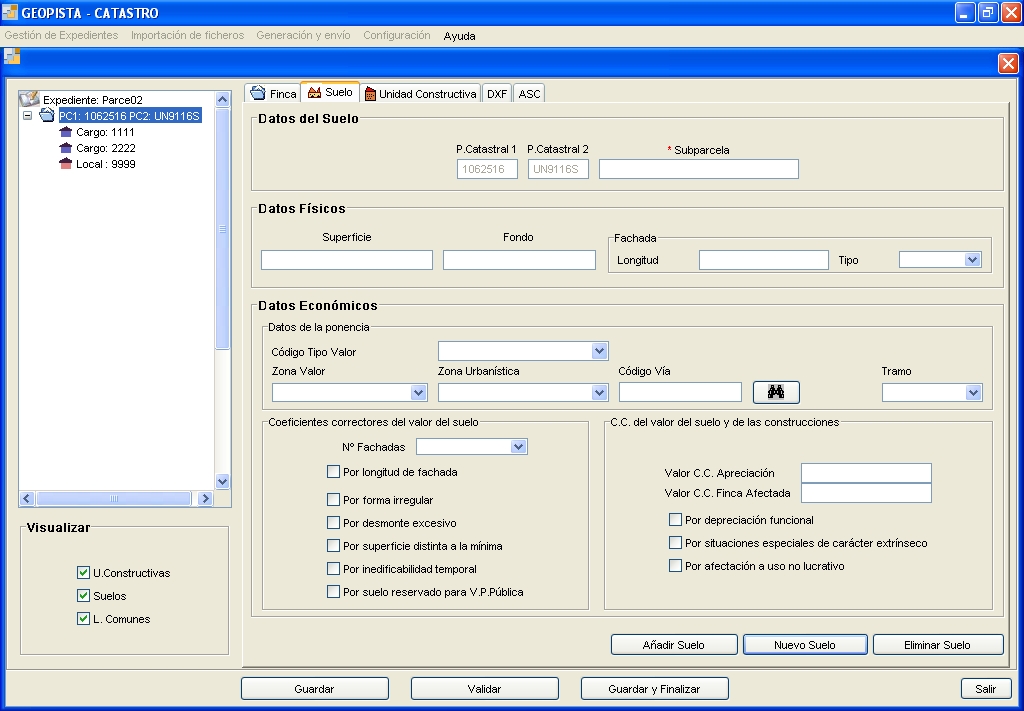 GEOPISTA - CATASTRO
Gestión de Expedientes Importación de ficheros Generación y envío Configuración Ayuda
Expediente: Parce02
PC1: 1062516 PC2: UN9116S
Cargo: 1111
Cargo: 2222
Local : 9999
Visualizar
U.Constructivas
Suelos
L. Comunes
Finca Suelo Unidad Constructiva DXF ASC
Datos del Suelo
P.Catastral 1 P.Catastral 2 * Subparcela
1062516 UN9116S
Datos Físicos
Superficie Fondo Fachada
Longitud Tipo
Datos Económicos
Datos de la ponencia
Código Tipo Valor
Zona Valor Zona Urbanística Código Vía Tramo
Coeficientes correctores del valor del suelo
Nº Fachadas
Por longitud de fachada
Por forma irregular
Por desmonte excesivo
Por superficie distinta a la mínima
Por inedificabilidad temporal
Por suelo reservado para V.P.Pública
C.C. del valor del suelo y de las construcciones
Valor C.C. Apreciación
Valor C.C. Finca Afectada
Por depreciación funcional
Por situaciones especiales de carácter extrínseco
Por afectación a uso no lucrativo
Añadir Suelo Nuevo Suelo Eliminar Suelo
Guardar Validar Guardar y Finalizar Salir